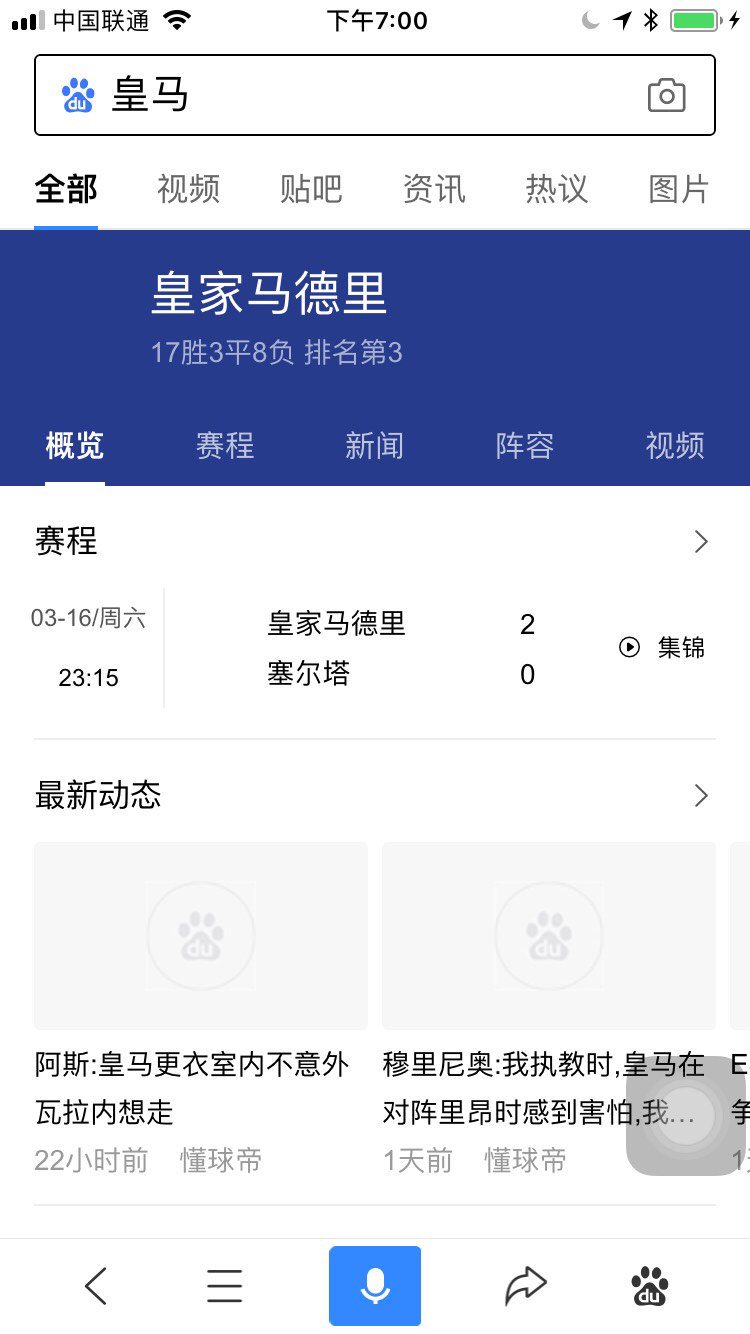 中国联通 下午7:00
皇马
全部 视频 贴吧 资讯 热议 图片
皇家马德里
17胜3平8负 排名第3
概览 赛程 新闻 阵容 视频
赛程
03-16/周六
23:15
皇家马德里 2
塞尔塔 0
集锦
最新动态
du
du
阿斯:皇马更衣室内不意外
瓦拉内想走
22小时前 懂球帝
穆里尼奥:我执教时,皇马在
对阵里昂时感到害怕,我…
1天前 懂球帝
E
争
1
du